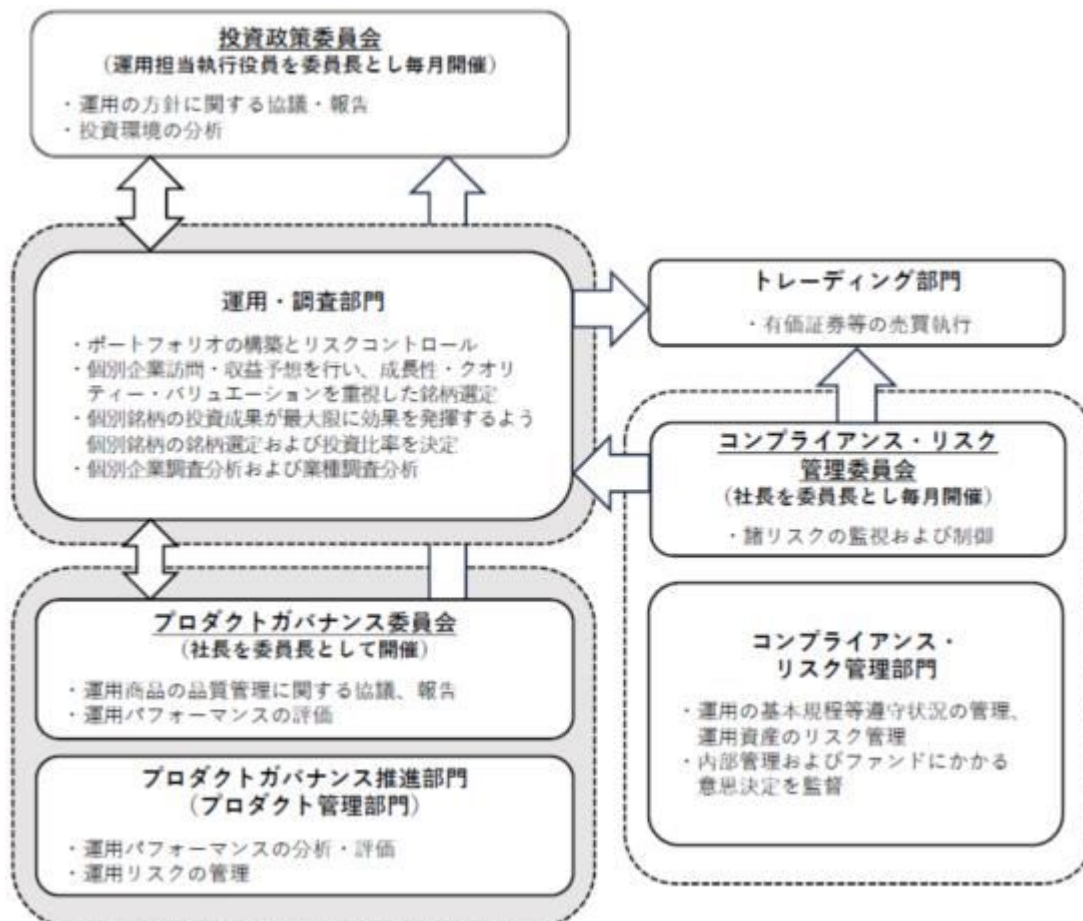 投資政策委員会
(運用担当執行役員を委員長とし毎月開催)
・運用の方針に関する協議・報告
・投資環境の分析
運用・調査部門
・ポートフォリオの構築とリスクコントロール
・個別企業訪問・収益予想を行い、成長性・クオリ
ティー・バリュエーションを重視した銘柄選定
・個別銘柄の投資成果が最大限に効果を発揮するよう
個別銘柄の銘柄選定および投資比率を決定
・個別企業調査分析および業種調査分析
トレーディング部門
・有価証券等の売買執行
コンプライアンス・リスク
管理委員会
(社長を委員長とし毎月開催)
・諸リスクの監視および制御
プロダクトガバナンス委員会
(社長を委員長として開催)
・運用商品の品質管理に関する協議、報告
・運用パフォーマンスの評価
プロダクトガバナンス推進部門
(プロダクト管理部門)
・運用パフォーマンスの分析・評価
・運用リスクの管理
コンプライアンス・
リスク管理部門
・運用の基本規程等遵守状況の管理、
運用資産のリスク管理
・内部管理およびファンドにかかる
意思決定を監督